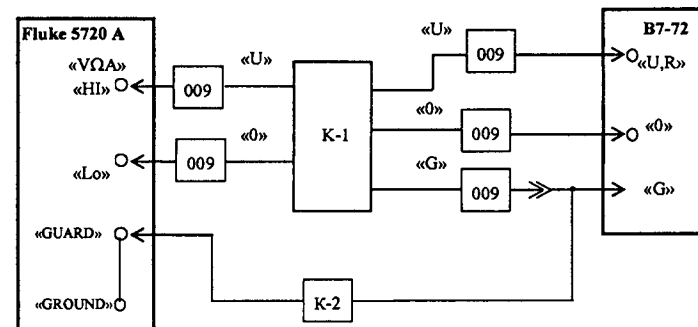 Fluke 5720 A
B7-72
«VΩA»
«HI»
009
«U»
K-1
«U»
009
«U,R»
«Lo»
009
«0»
«0»
009
«0»
«G»
009
«G»
«GUARD»
«GROUND»
K-2